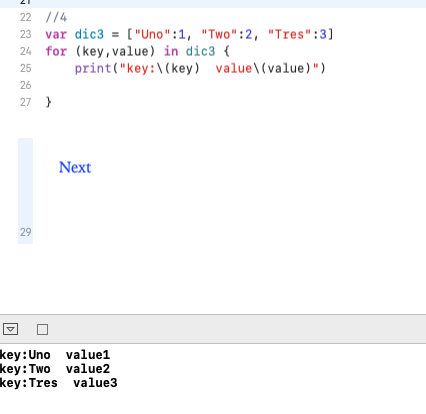 21
22 //4
23 var dic3 = ["Uno":1, "Two":2, "Tres":3]
24 for (key,value) in dic3 {
25     print("key:\(key)  value\(value)")
26
27 }
Next
29
key:Uno  value1
key:Two  value2
key:Tres  value3